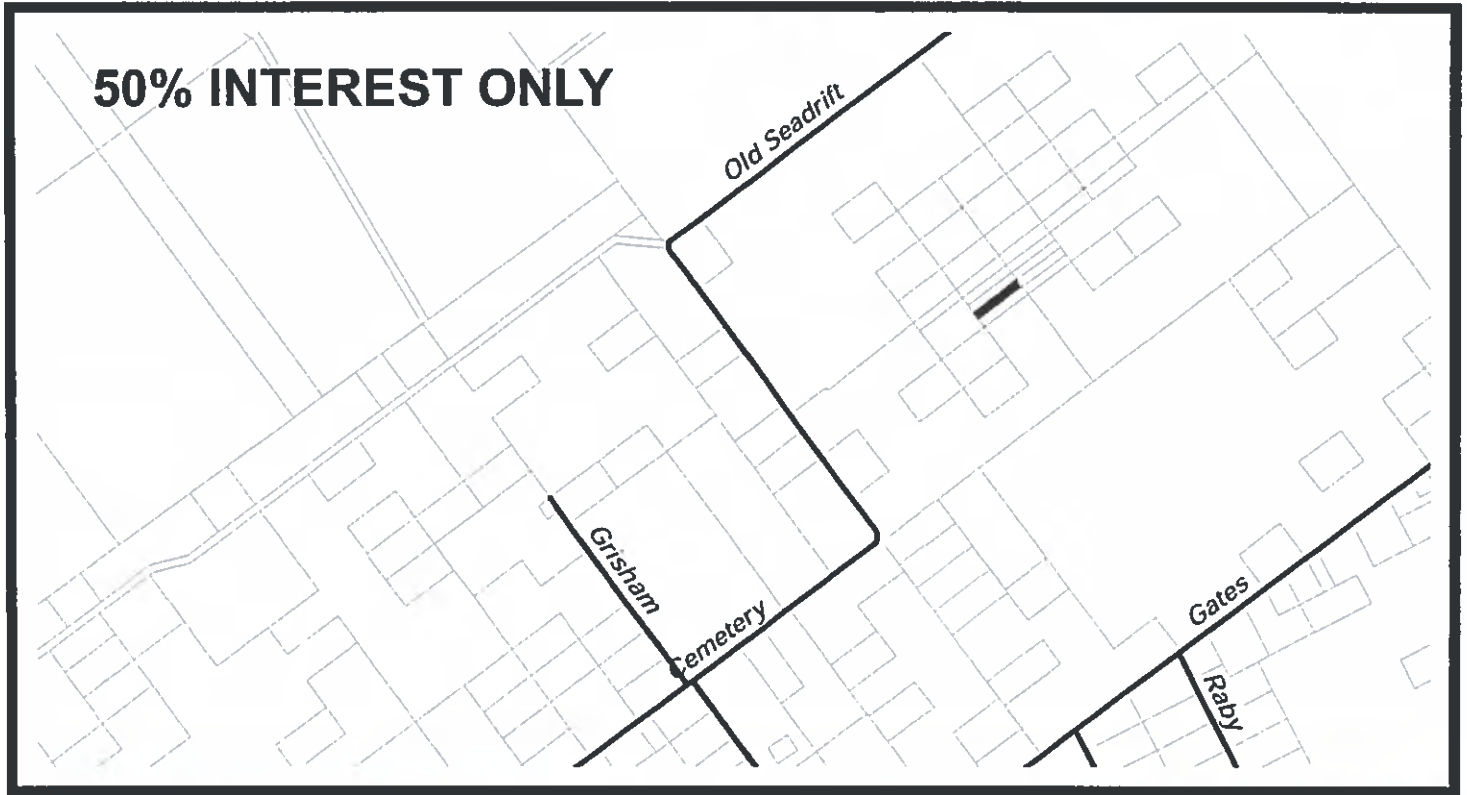 50% INTEREST ONLY
Old Seadrift
Grisham
Cemetery
Gates
Raby